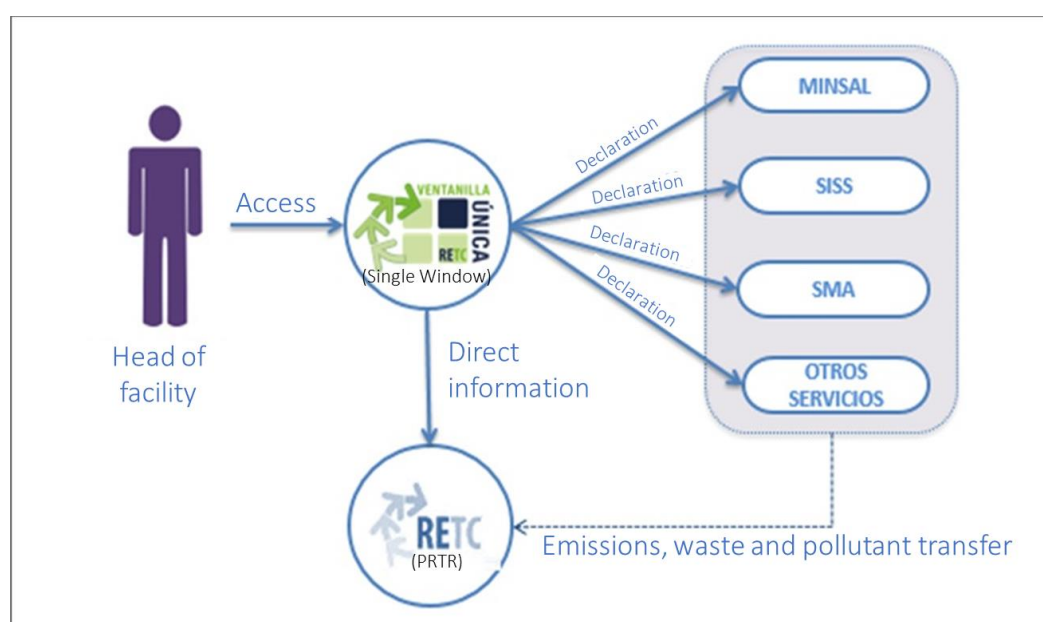 Head of
facility
Access
VENTANILLA
ÚNICA
RETC
(Single Window)
Declaration
Declaration
Declaration
Declaration
MINSAL
SISS
SMA
OTROS
SERVICIOS
Direct
information
RETC
(PRTR)
Emissions, waste and pollutant transfer